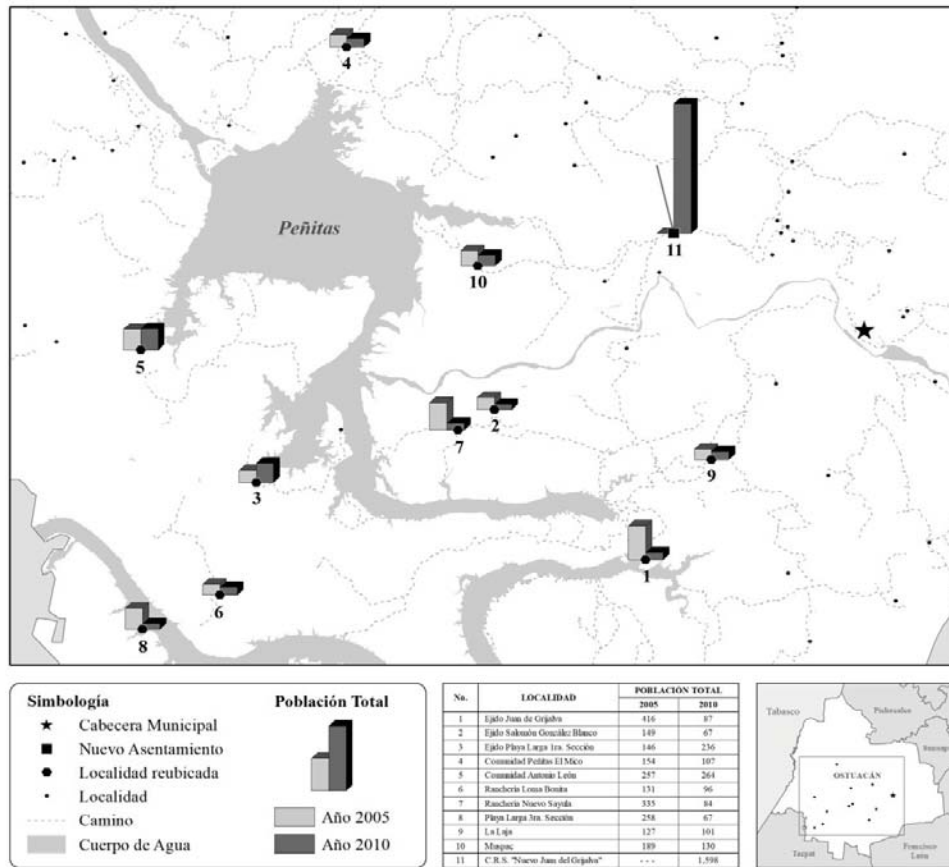 4
Peñitas
11
10
5
2
7
3
9
1
6
8
Simbología
Cabecera Municipal
Nuevo Asentamiento
Localidad reubicada
Localidad
Camino
Cuerpo de Agua
Población Total
Año 2005
Año 2010
No. LOCALIDAD POBLACIÓN TOTAL
2005 2010
1 Ejido Juan de Grijalva 416 87
2 Ejido Salomón González Blanco 149 67
3 Ejido Playa Larga 1ra. Sección 146 236
4 Comunidad Peñitas El Mico 154 107
5 Comunidad Antonio León 257 264
6 Ranchería Loma Bonita 131 96
7 Ranchería Nuevo Sayula 335 84
8 Playa Larga 3ra. Sección 258 67
9 La Laja 127 101
10 Muspac 189 130
11 C.R.S. "Nuevo Juan del Grijalva" - - - 1,598
Tabasco
Pichucalco
OSTUACÁN
Tecpat
Francisco
León